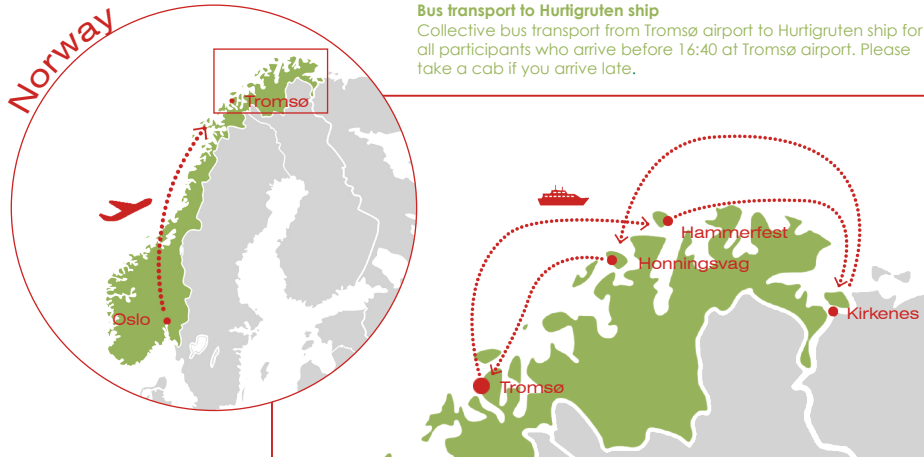 Bus transport to Hurtigruten ship
Collective bus transport from Tromsø airport to Hurtigruten ship for
all participants who arrive before 16:40 at Tromsø airport. Please
take a cab if you arrive late.
Norway
Tromsø
Oslo
Hammerfest
Honningsvag
Kirkenes
Tromsø